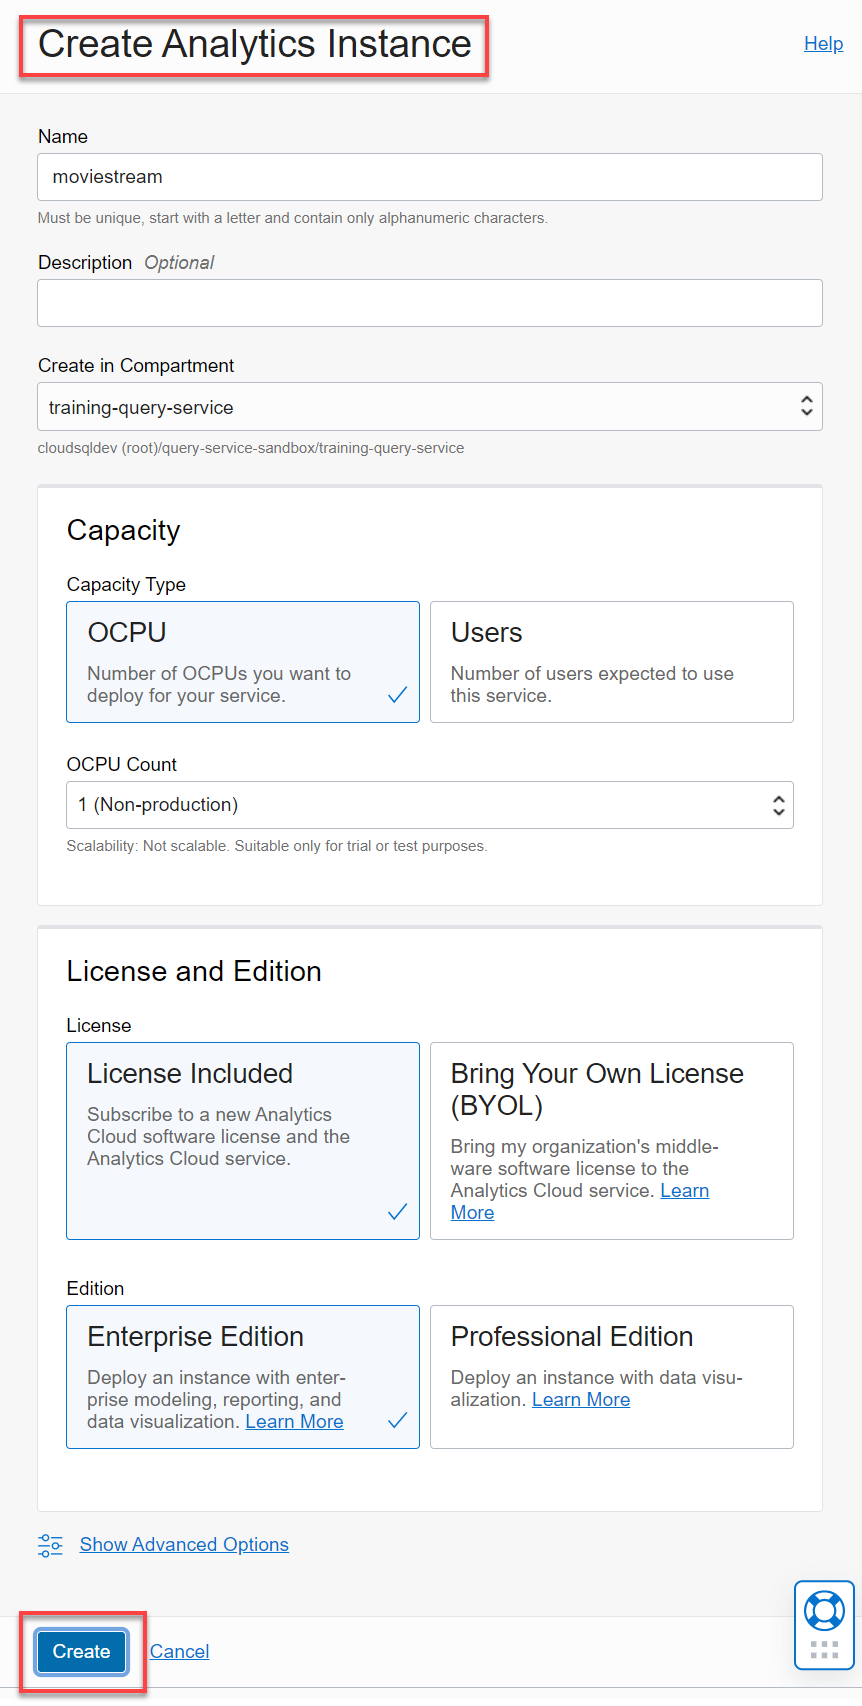 Create Analytics Instance
Help
Name
moviestream
Must be unique, start with a letter and contain only alphanumeric characters.
Description Optional
Create in Compartment
training-query-service
cloudsqldev (root)/query-service-sandbox/training-query-service
Capacity
Capacity Type
OCPU
Number of OCPUs you want to
deploy for your service.
Users
Number of users expected to use
this service.
OCPU Count
1 (Non-production)
Scalability: Not scalable. Suitable only for trial or test purposes.
License and Edition
License
License Included
Subscribe to a new Analytics
Cloud software license and the
Analytics Cloud service.
Bring Your Own License
(BYOL)
Bring my organization's middle-
ware software license to the
Analytics Cloud service. Learn
More
Edition
Enterprise Edition
Deploy an instance with enter-
prise modeling, reporting, and
data visualization. Learn More
Professional Edition
Deploy an instance with data visu-
alization. Learn More
Show Advanced Options
Create
Cancel